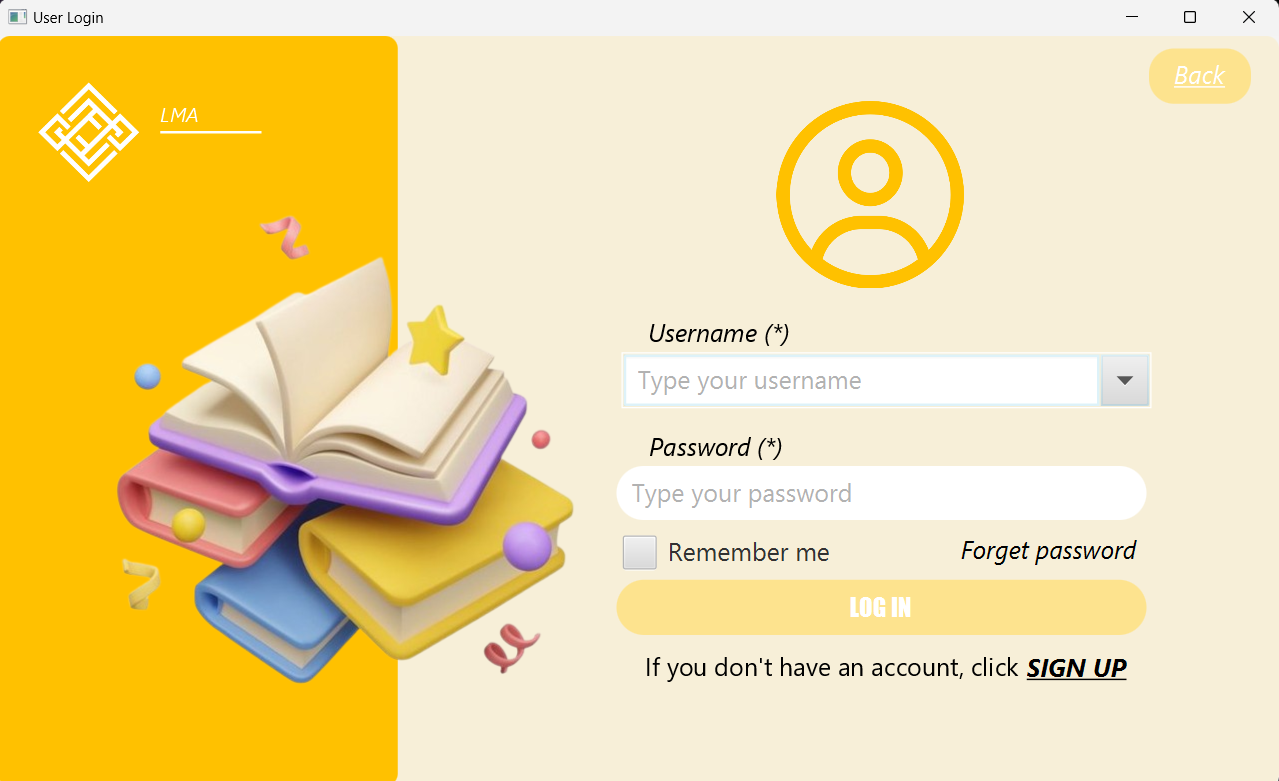 User Login
Back
LMA
Username (*)
Type your username
Password (*)
Type your password
Remember me
Forget password
LOG IN
If you don't have an account, click SIGN UP